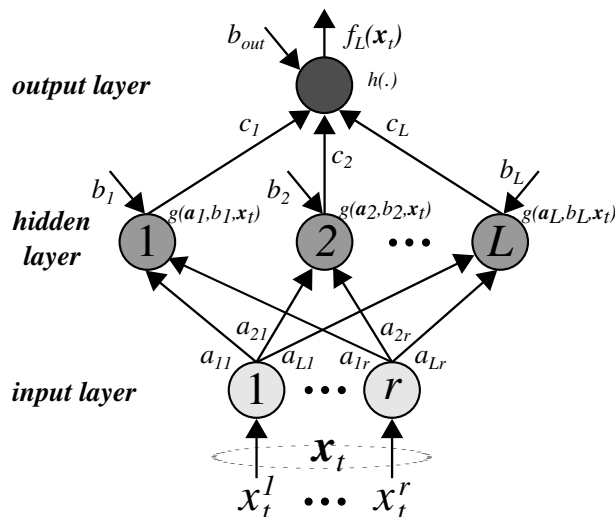 b_out f_L(x_t)
output layer h(.)
c_1 c_2 c_L
b_1 b_2 b_L
g(a_1,b_1,x_t) g(a_2,b_2,x_t) g(a_L,b_L,x_t)
hidden
layer
1 2 ••• L
a_21 a_2r
a_11 a_L1 a_1r a_Lr
input layer 1 ••• r
x_t
x_t^1 ••• x_t^r